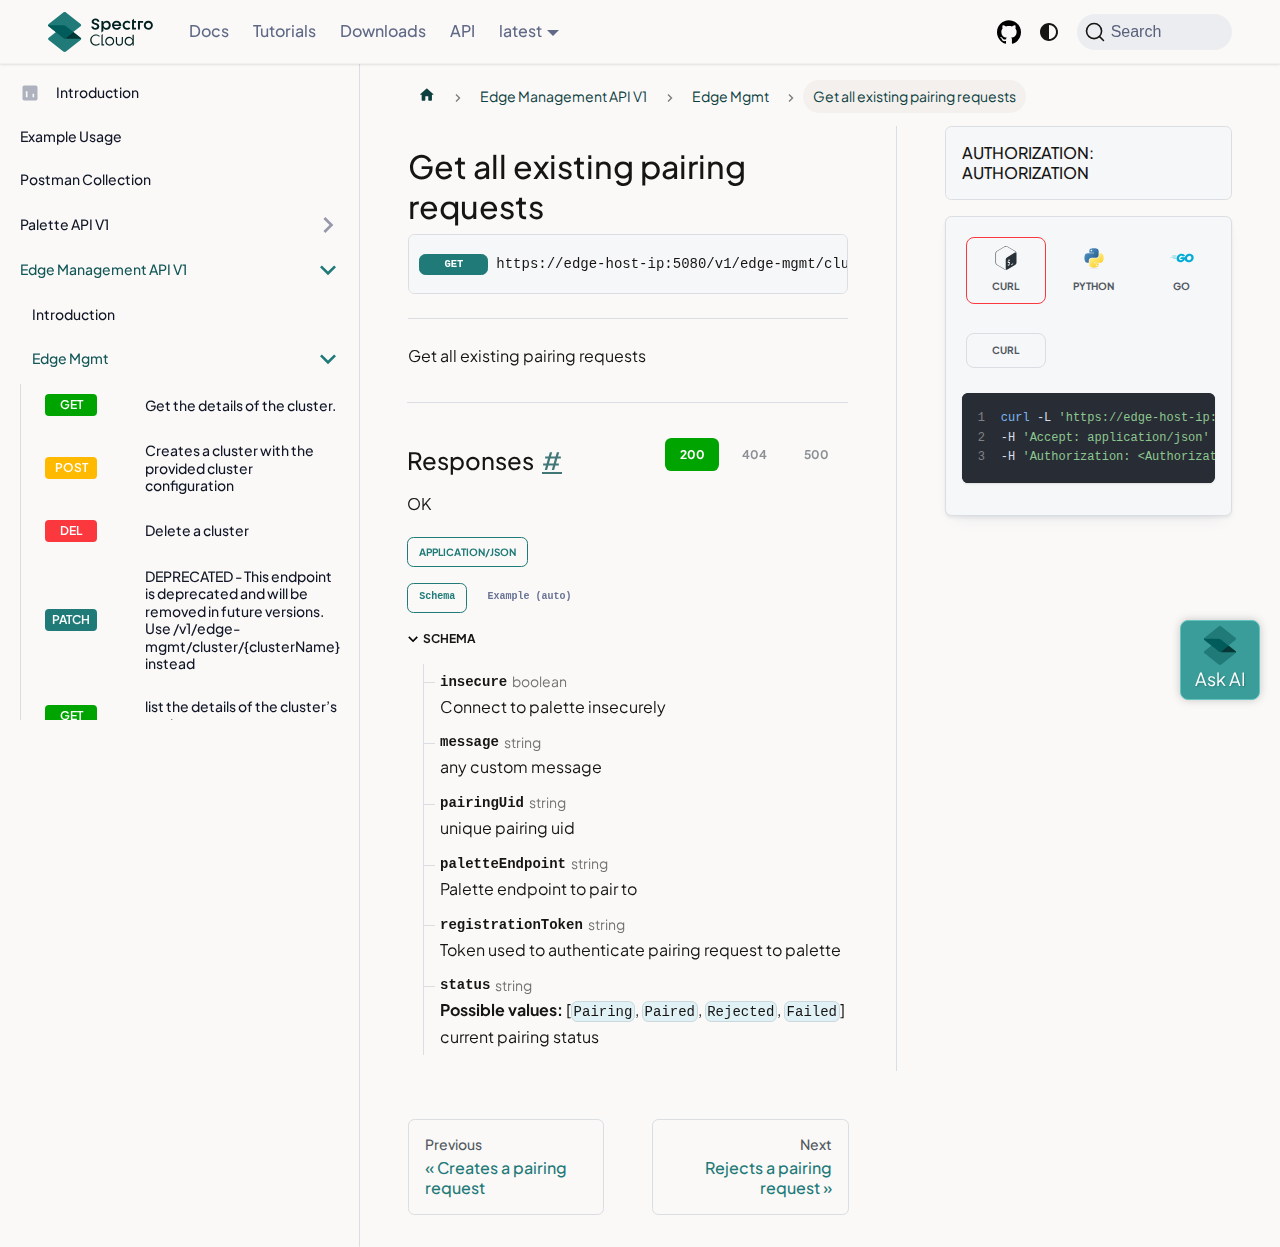 Spectro Cloud
Docs
Tutorials
Downloads
API
latest
Search
Introduction
Example Usage
Postman Collection
Palette API V1
Edge Management API V1
Introduction
Edge Mgmt
GET Get the details of the cluster.
POST Creates a cluster with the
provided cluster
configuration
DEL Delete a cluster
PATCH DEPRECATED - This endpoint
is deprecated and will be
removed in future versions.
Use /v1/edge-
mgmt/cluster/{clusterName}
instead
GET list the details of the cluster's
Edge Management API V1
Edge Mgmt
Get all existing pairing requests
Get all existing pairing
requests
GET https://edge-host-ip:5080/v1/edge-mgmt/clu
Get all existing pairing requests
Responses #
200
404
500
OK
APPLICATION/JSON
Schema
Example (auto)
SCHEMA
insecure boolean
Connect to palette insecurely
message string
any custom message
pairingUid string
unique pairing uid
paletteEndpoint string
Palette endpoint to pair to
registrationToken string
Token used to authenticate pairing request to palette
status string
Possible values: [Pairing, Paired, Rejected, Failed]
current pairing status
Previous
« Creates a pairing
request
Next
Rejects a pairing
request »
AUTHORIZATION:
AUTHORIZATION
CURL
PYTHON
GO
CURL
1 curl -L 'https://edge-host-ip:
2 -H 'Accept: application/json'
3 -H 'Authorization: <Authorizat
Ask AI